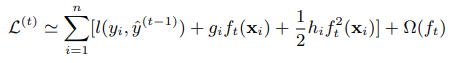 $\mathcal{L}^{(t)} \simeq \sum_{i=1}^{n} [l(y_i, \hat{y}^{(t-1)}) + g_i f_t(\mathbf{x}_i) + \frac{1}{2} h_i f_t^2(\mathbf{x}_i)] + \Omega(f_t)$